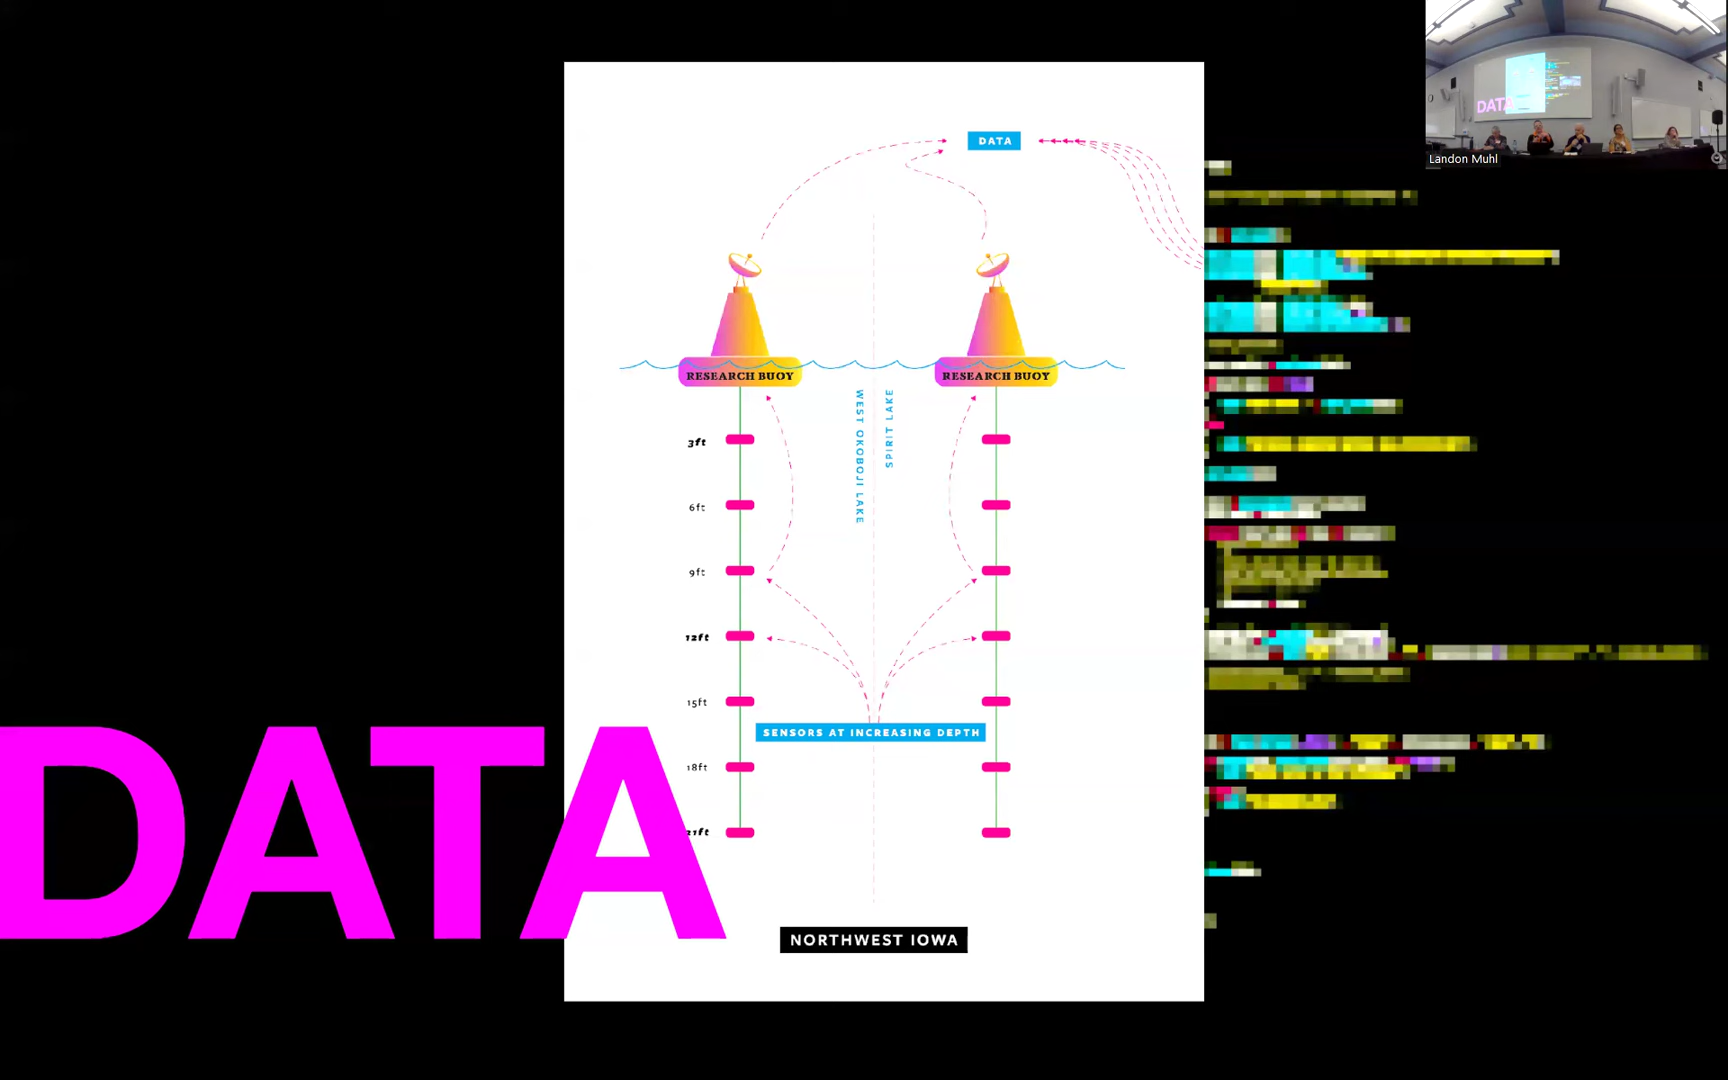 DATA
Landon Muhl
RESEARCH BUOY
RESEARCH BUOY
WEST OKOBOJI LAKE
SPIRIT LAKE
3ft
6ft
9ft
12ft
15ft
SENSORS AT INCREASING DEPTH
18ft
21ft
DATA
NORTHWEST IOWA